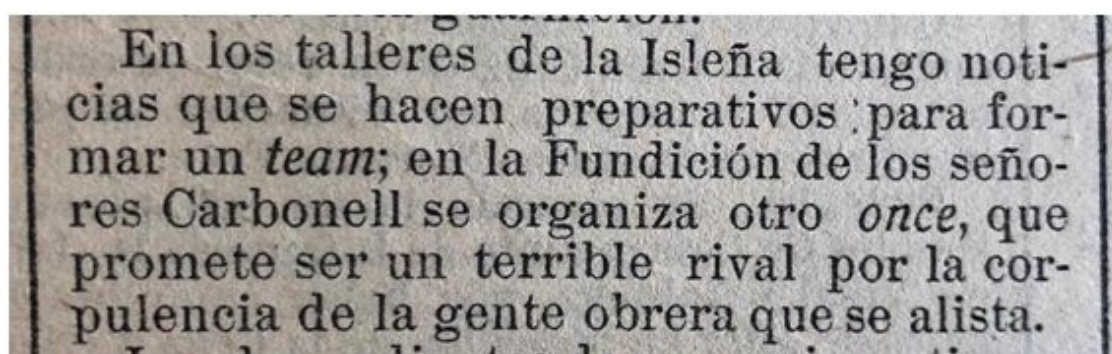 En los talleres de la Isleña tengo noti-
cias que se hacen preparativos para for-
mar un team; en la Fundición de los seño-
res Carbonell se organiza otro once, que
promete ser un terrible rival por la cor-
pulencia de la gente obrera que se alista.